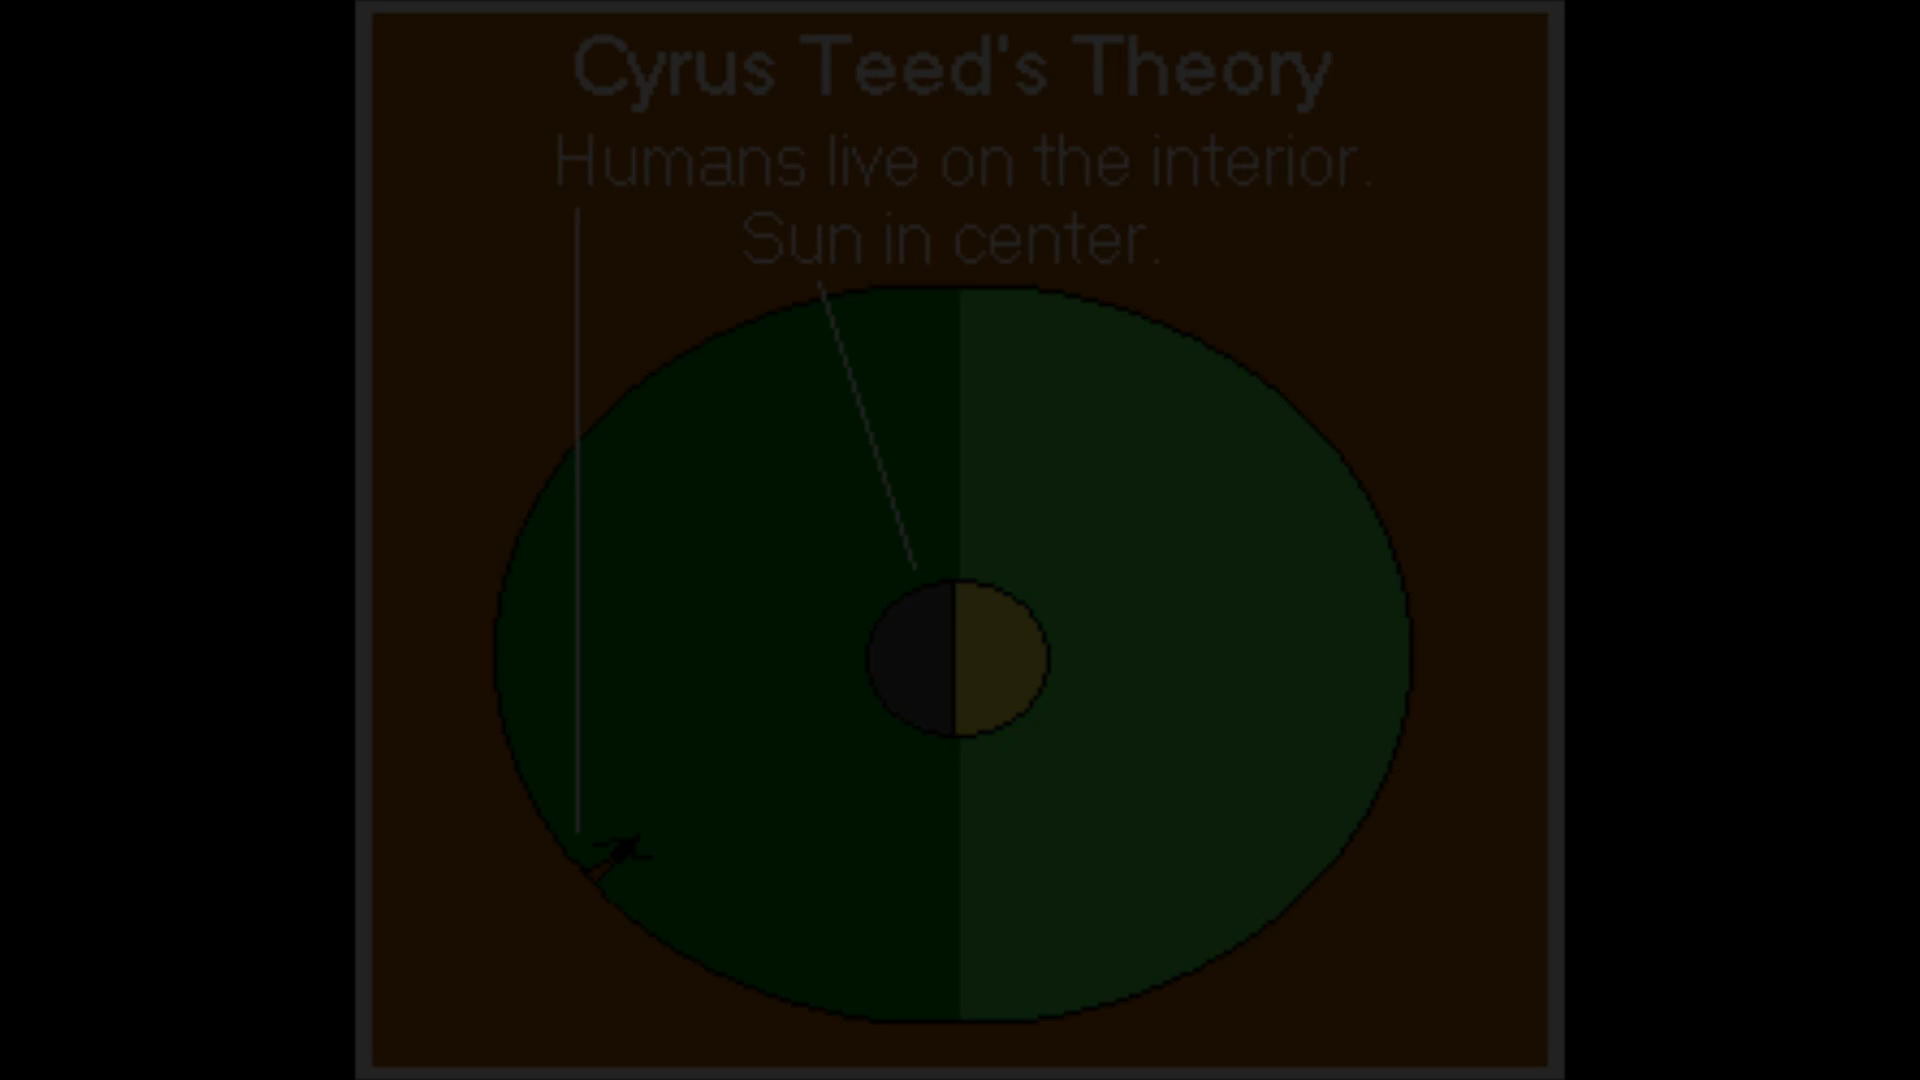 Cyrus Teed's Theory
Humans live on the interior.
Sun in center.